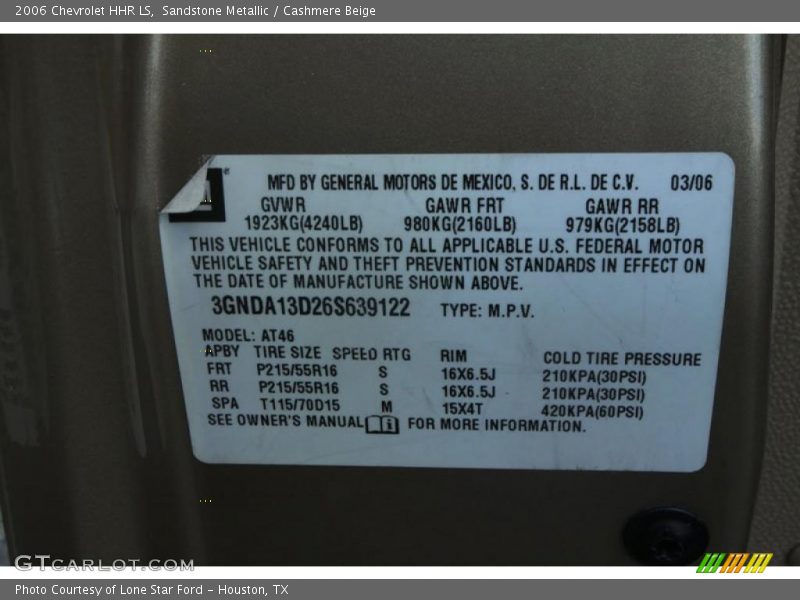 2006 Chevrolet HHR LS,  Sandstone Metallic / Cashmere Beige
MFD BY GENERAL MOTORS DE MEXICO, S. DE R.L. DE C.V. 03/06
GVWR GAWR FRT GAWR RR
1923KG(4240LB) 980KG(2160LB) 979KG(2158LB)
THIS VEHICLE CONFORMS TO ALL APPLICABLE U.S. FEDERAL MOTOR
VEHICLE SAFETY AND THEFT PREVENTION STANDARDS IN EFFECT ON
THE DATE OF MANUFACTURE SHOWN ABOVE.
3GNDA13D26S639122 TYPE: M.P.V.
MODEL: AT46
APBY TIRE SIZE SPEED RTG RIM COLD TIRE PRESSURE
FRT P215/55R16 S 16X6.5J 210KPA(30PSI)
RR P215/55R16 S 16X6.5J 210KPA(30PSI)
SPA T115/70D15 M 15X4T 420KPA(60PSI)
SEE OWNER'S MANUAL FOR MORE INFORMATION.
GTCARLOT.COM
Photo Courtesy of Lone Star Ford - Houston, TX